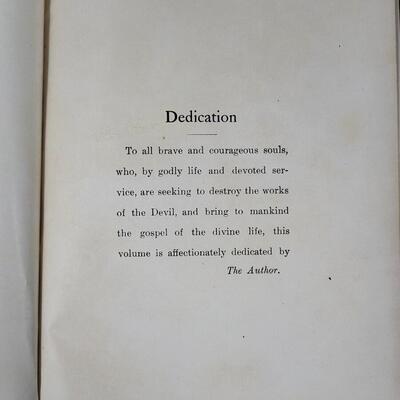 Dedication
To all brave and courageous souls,
who, by godly life and devoted ser-
vice, are seeking to destroy the works
of the Devil, and bring to mankind
the gospel of the divine life, this
volume is affectionately dedicated by
The Author.